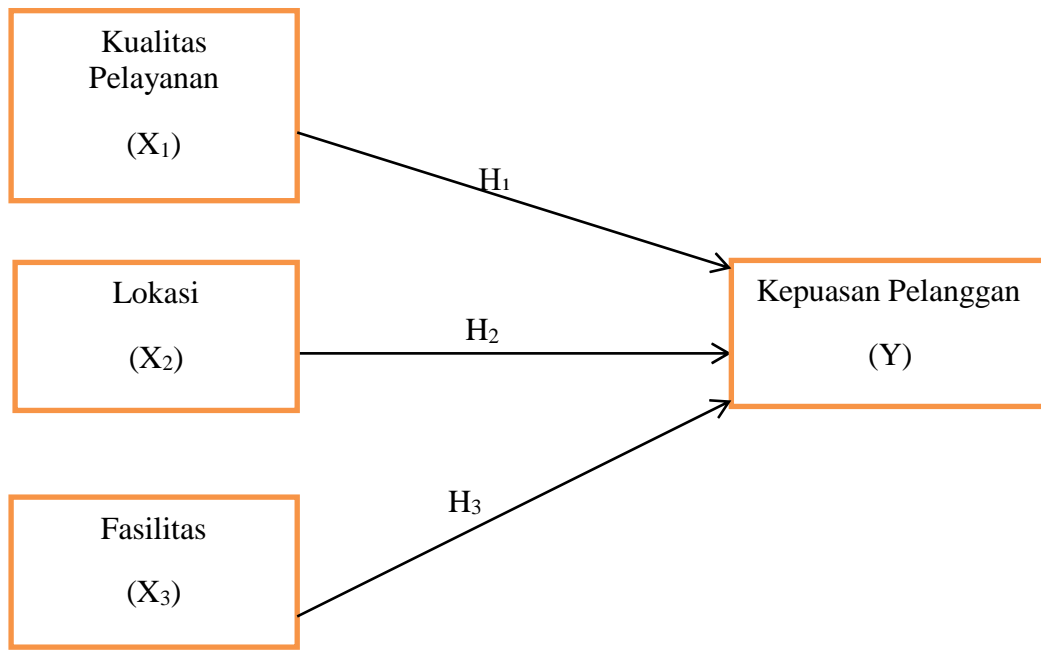 Kualitas
Pelayanan
(X₁)
H₁
Lokasi
(X₂)
H₂
Kepuasan Pelanggan
(Y)
H₃
Fasilitas
(X₃)